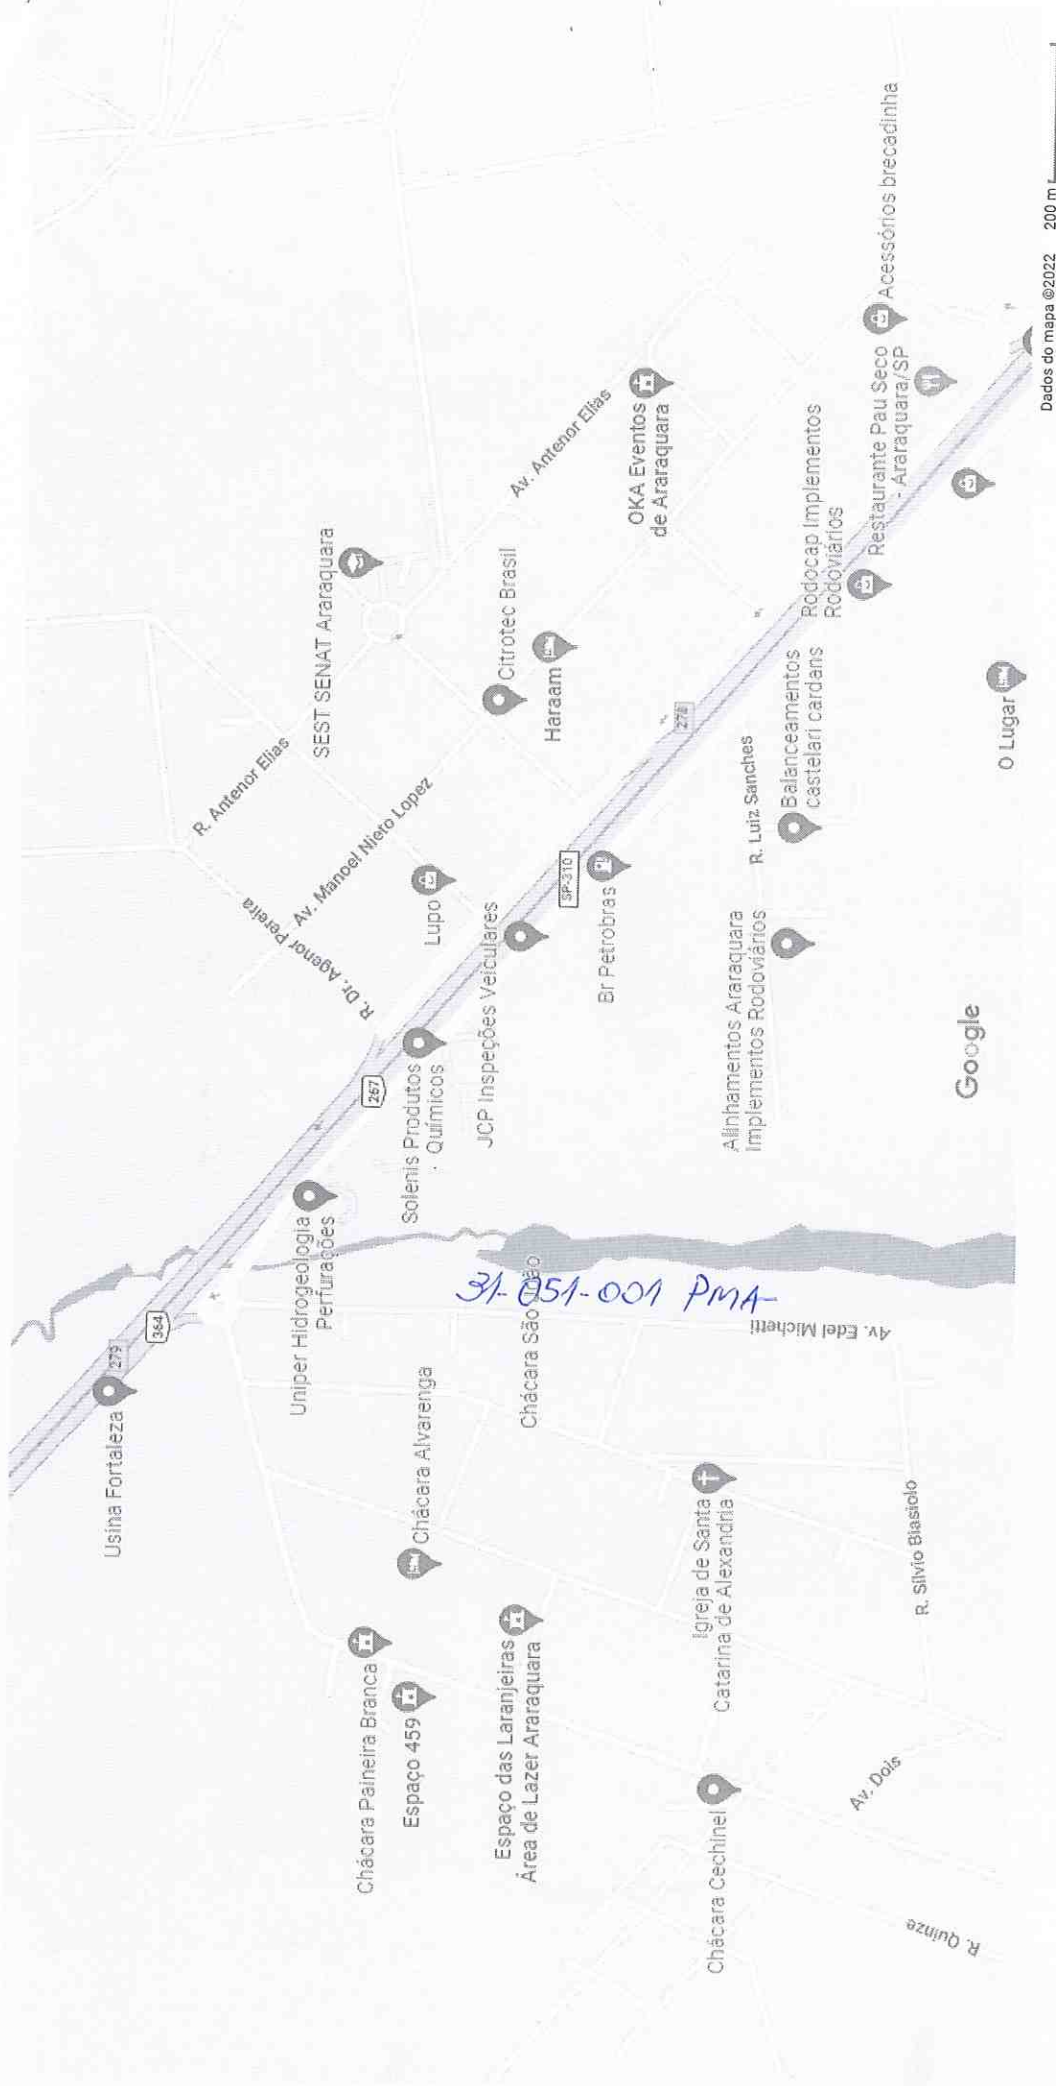 Usina Fortaleza
279
364
Uniper Hidrogeologia
Perfurações
267
Solenis Produtos
Químicos
JCP Inspeções Veiculares
Lupo
R. Dr. Agenor Pereira
Av. Manoel Nieto Lopez
R. Antenor Elias
SEST SENAT Araraquara
Citrotec Brasil
Haraam
Av. Antenor Elias
OKA Eventos
de Araraquara
SP-310
Br Petrobras
276
R. Luiz Sanches
Balanceamentos
castelari cardans
Rodocap Implementos
Rodoviários
Restaurante Pau Seco
- Araraquara/SP
Acessórios brecadinha
O Lugar
Alinhamentos Araraquara
Implementos Rodoviários
31-051-001 PMA
Chácara São
Av. Edel Michetti
Chácara Alvarenga
Chácara Paineira Branca
Espaço 459
Espaço das Laranjeiras
Área de Lazer Araraquara
Igreja de Santa
Catarina de Alexandria
R. Sílvio Biasiolo
Chácara Cechinel
Av. Dois
R. Quinze
Google
Dados do mapa ©2022
200 m